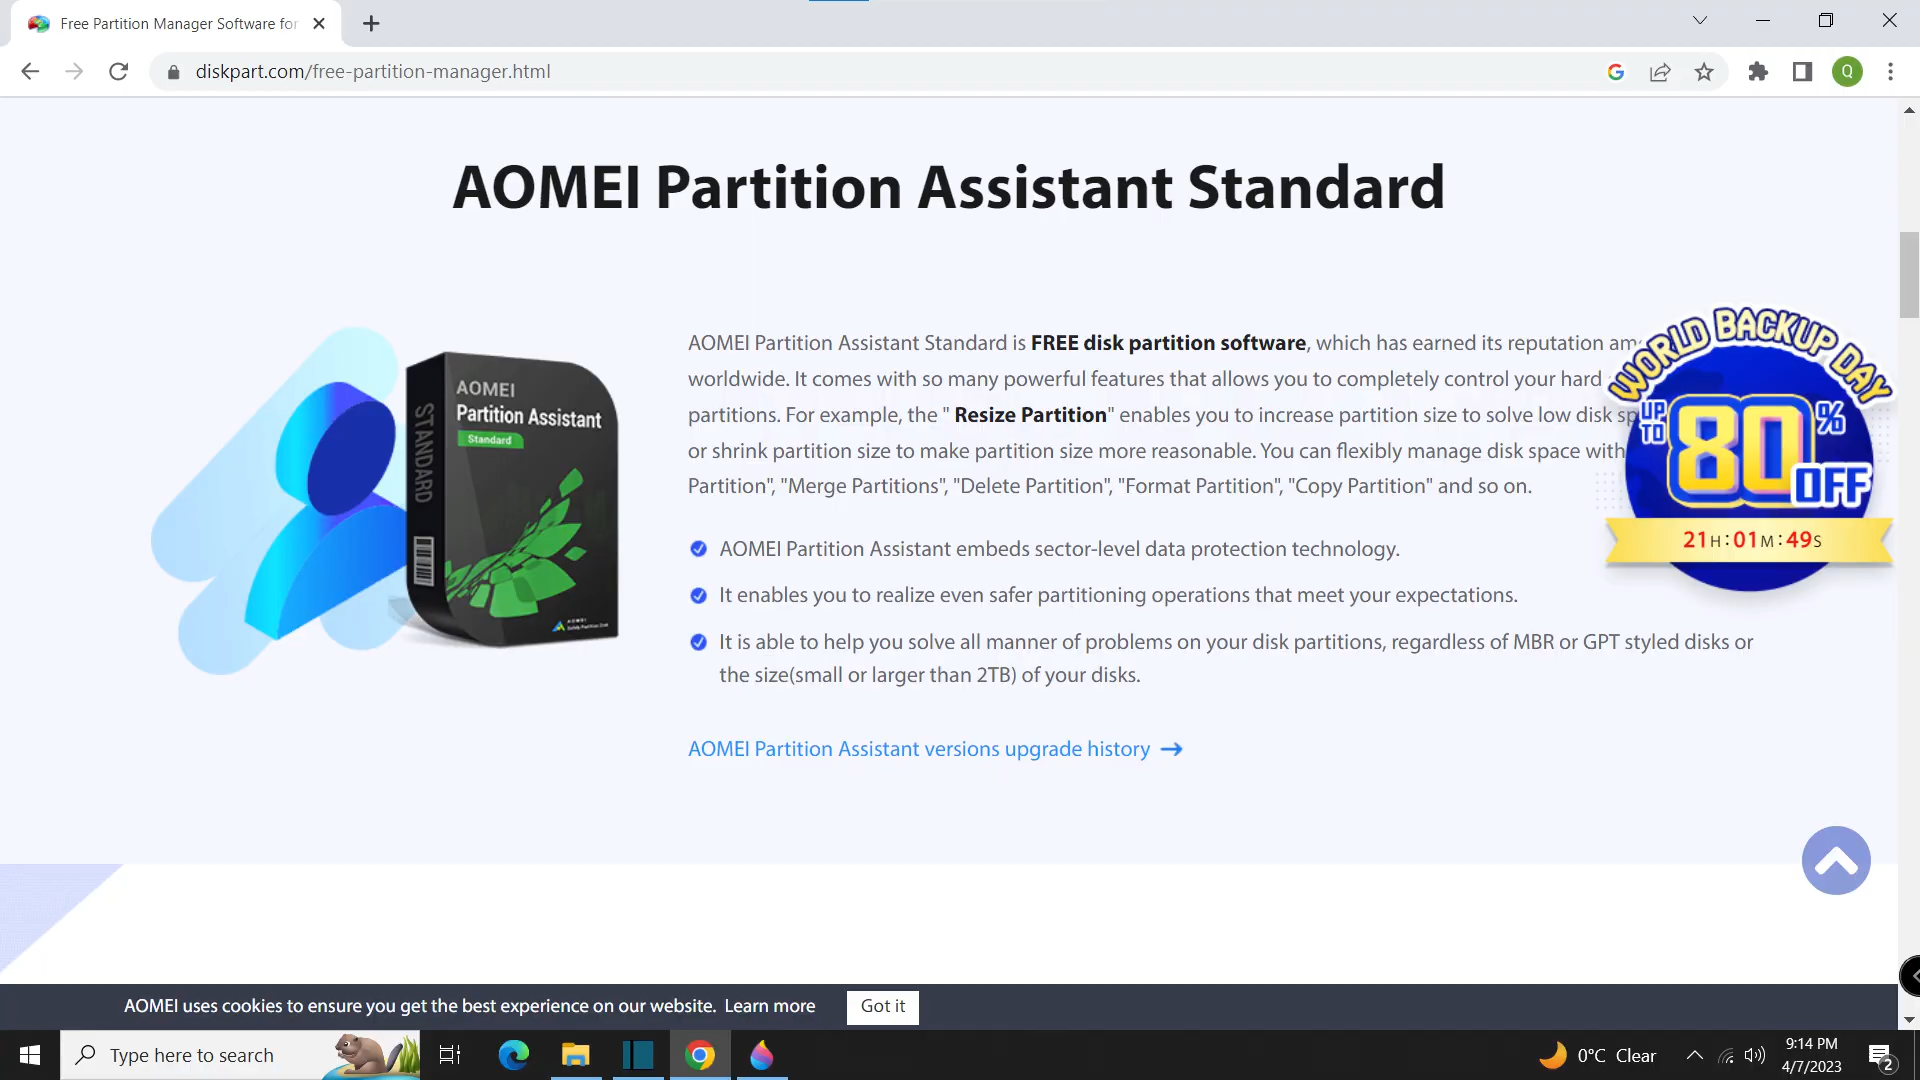 Free Partition Manager Software for
diskpart.com/free-partition-manager.html
Q
AOMEI Partition Assistant Standard
AOMEI
Partition Assistant
Standard
STANDARD
AOMEI Partition Assistant Standard is FREE disk partition software, which has earned its reputation am
worldwide. It comes with so many powerful features that allows you to completely control your hard
partitions. For example, the " Resize Partition" enables you to increase partition size to solve low disk sp
or shrink partition size to make partition size more reasonable. You can flexibly manage disk space with
Partition", "Merge Partitions", "Delete Partition", "Format Partition", "Copy Partition" and so on.
WORLD BACKUP DAY
UP TO 80% OFF
21H:01M:49S
AOMEI Partition Assistant embeds sector-level data protection technology.
It enables you to realize even safer partitioning operations that meet your expectations.
It is able to help you solve all manner of problems on your disk partitions, regardless of MBR or GPT styled disks or
the size(small or larger than 2TB) of your disks.
AOMEI Partition Assistant versions upgrade history
AOMEI uses cookies to ensure you get the best experience on our website. Learn more
Got it
Type here to search
0°C Clear
9:14 PM
4/7/2023
2